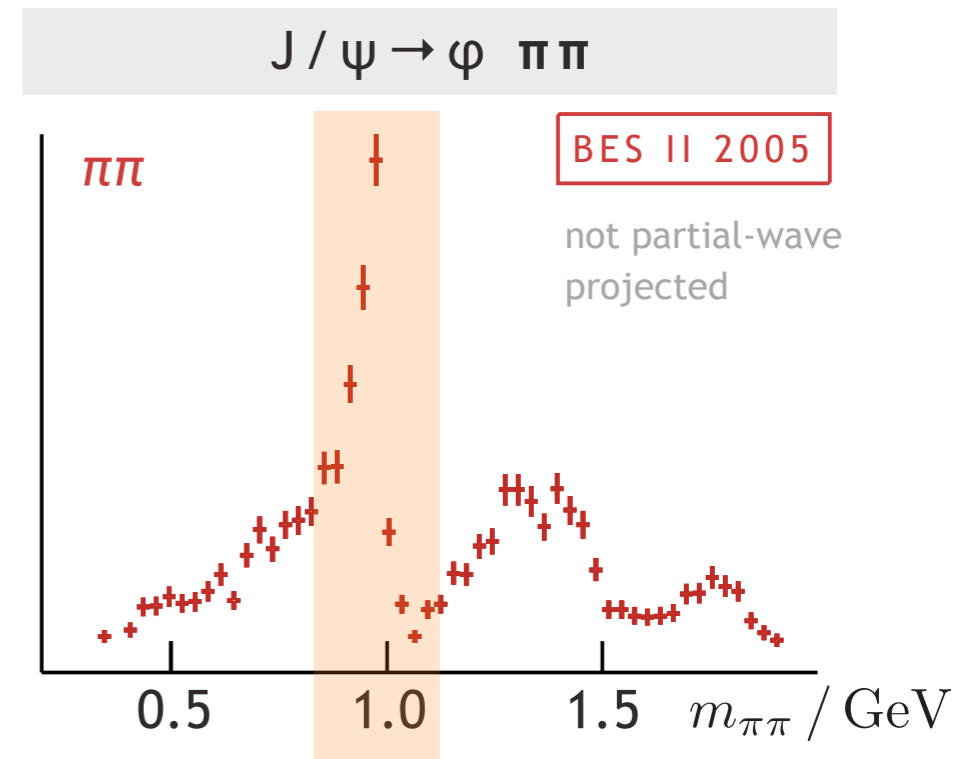 J/ψ→φ ππ
ππ
BES II 2005
not partial-wave
projected
0.5 1.0 1.5 m_ππ / GeV